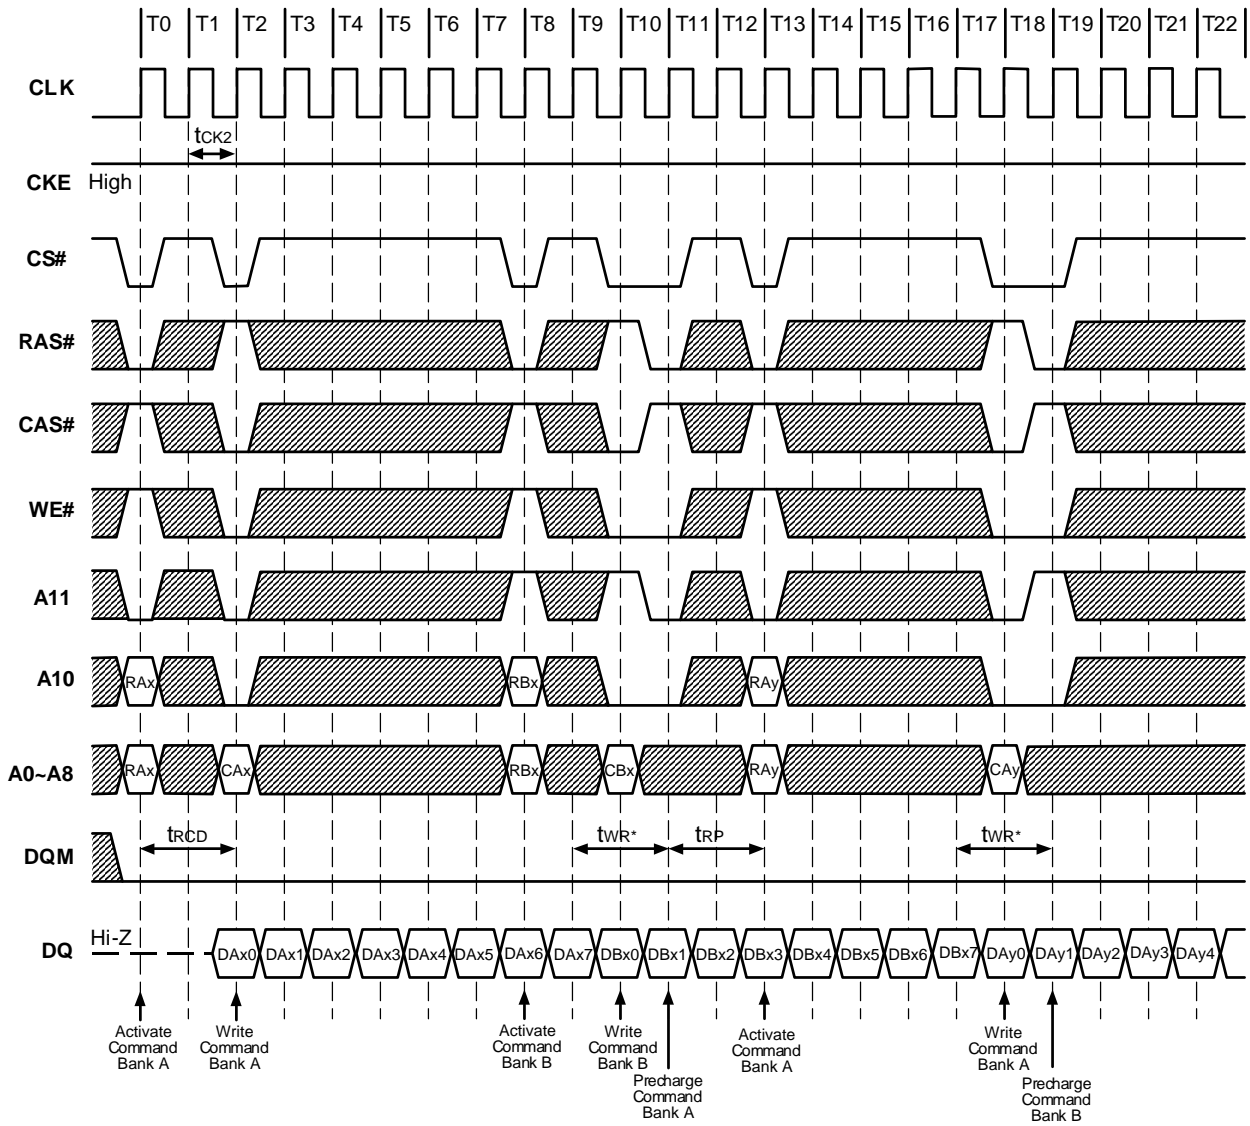 T0 T1 T2 T3 T4 T5 T6 T7 T8 T9 T10 T11 T12 T13 T14 T15 T16 T17 T18 T19 T20 T21 T22
CLK
tCK2
CKE High
CS#
RAS#
CAS#
WE#
A11
A10 RAx RBx RAy
A0~A8 RAx CAx RBx CBx RAy CAy
tRCD tWR* tRP tWR*
DQM
Hi-Z
DQ DAx0 DAx1 DAx2 DAx3 DAx4 DAx5 DAx6 DAx7 DBx0 DBx1 DBx2 DBx3 DBx4 DBx5 DBx6 DBx7 DAy0 DAy1 DAy2 DAy3 DAy4
Activate
Command
Bank A
Write
Command
Bank A
Activate
Command
Bank B
Write
Command
Bank B
Precharge
Command
Bank A
Activate
Command
Bank A
Write
Command
Bank A
Precharge
Command
Bank B